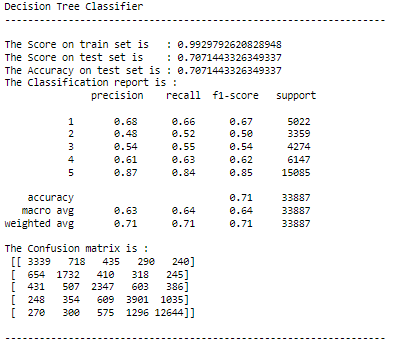 Decision Tree Classifier
------------------------------------------------------------
The Score on train set is   : 0.9929792620828948
The Score on test set is    : 0.7071443326349337
The Accuracy on test set is : 0.7071443326349337
The Classification report is :
              precision    recall  f1-score   support
           1       0.68      0.66      0.67      5022
           2       0.48      0.52      0.50      3359
           3       0.54      0.55      0.54      4274
           4       0.61      0.63      0.62      6147
           5       0.87      0.84      0.85     15085
    accuracy                           0.71     33887
   macro avg       0.63      0.64      0.64     33887
weighted avg       0.71      0.71      0.71     33887
The Confusion matrix is :
 [[ 3339   718   435   290   240]
 [  654  1732   410   318   245]
 [  431   507  2347   603   386]
 [  248   354   609  3901  1035]
 [  270   300   575  1296 12644]]
------------------------------------------------------------